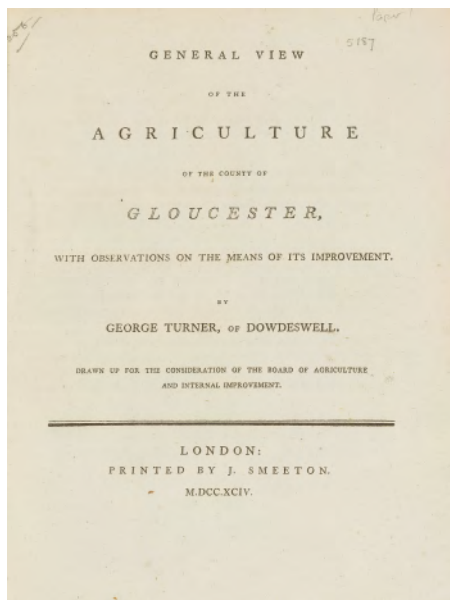 Paper
5187
GENERAL VIEW
OF THE
AGRICULTURE
OF THE COUNTY OF
GLOUCESTER,
WITH OBSERVATIONS ON THE MEANS OF ITS IMPROVEMENT.
BY
GEORGE TURNER, OF DOWDESWELL.
DRAWN UP FOR THE CONSIDERATION OF THE BOARD OF AGRICULTURE
AND INTERNAL IMPROVEMENT.
LONDON:
PRINTED BY J. SMEETON.
M.DCC.XCIV.